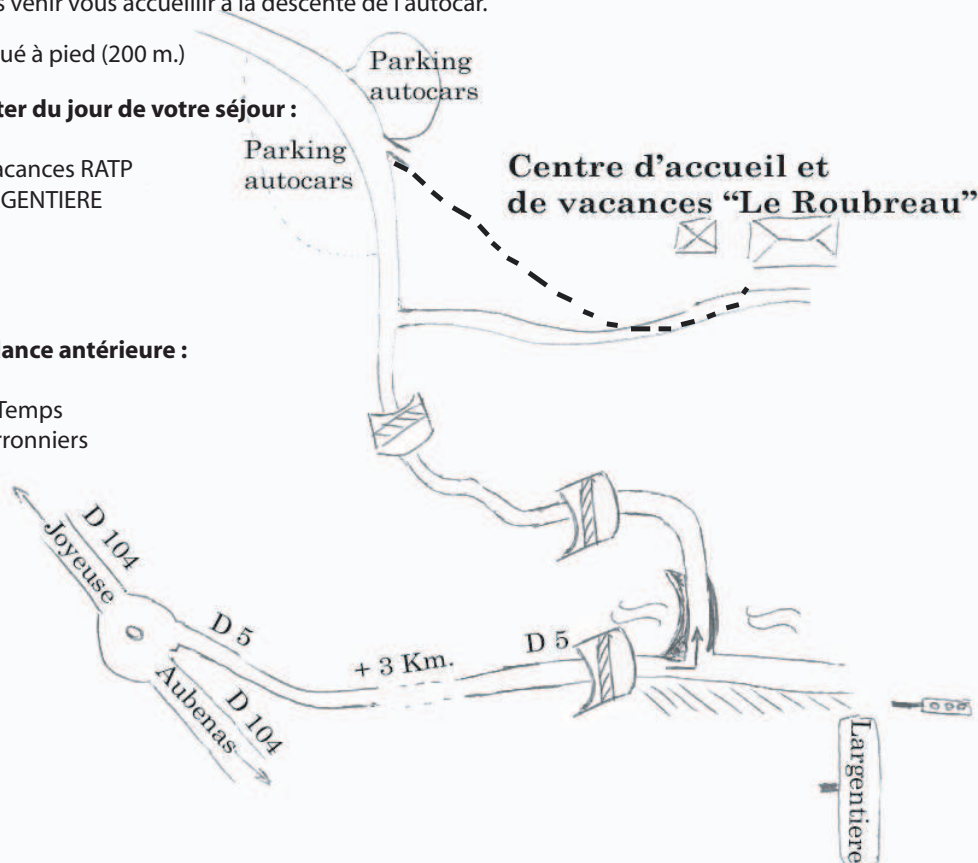 s venir vous accueillir à la descente de l'autocar.
ué à pied (200 m.)
ter du jour de votre séjour :
acances RATP
GENTIERE
lance antérieure :
Temps
rronniers
Parking
autocars
Parking
autocars
Centre d'accueil et
de vacances “Le Roubreau”
D 104
Joyeuse
D 5
+ 3 Km.
D 5
Aubenas
D 104
Largentiere